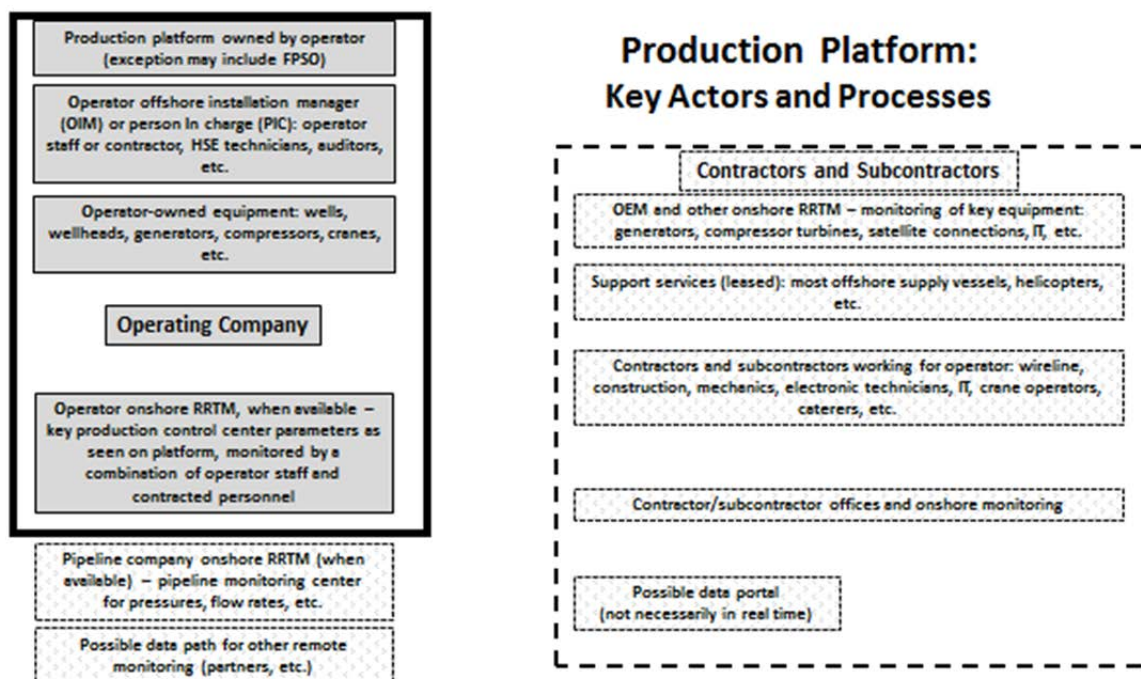 Production platform owned by operator
(exception may include FPSO)
Operator offshore installation manager
(OIM) or person In charge (PIC): operator
staff or contractor, HSE technicians, auditors,
etc.
Operator-owned equipment: wells,
wellheads, generators, compressors, cranes,
etc.
Operating Company
Operator onshore RRTM, when available –
key production control center parameters as
seen on platform, monitored by a
combination of operator staff and
contracted personnel
Pipeline company onshore RRTM (when
available) – pipeline monitoring center
for pressures, flow rates, etc.
Possible data path for other remote
monitoring (partners, etc.)
Production Platform:
Key Actors and Processes
Contractors and Subcontractors
OEM and other onshore RRTM – monitoring of key equipment:
generators, compressor turbines, satellite connections, IT, etc.
Support services (leased): most offshore supply vessels, helicopters,
etc.
Contractors and subcontractors working for operator: wireline,
construction, mechanics, electronic technicians, IT, crane operators,
caterers, etc.
Contractor/subcontractor offices and onshore monitoring
Possible data portal
(not necessarily in real time)